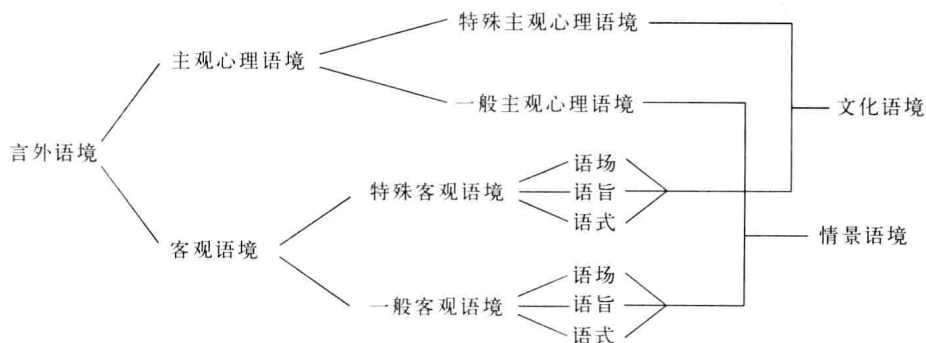 特殊主观心理语境
主观心理语境
一般主观心理语境
文化语境
言外语境
语场
特殊客观语境
语旨
语式
情景语境
客观语境
语场
一般客观语境
语旨
语式